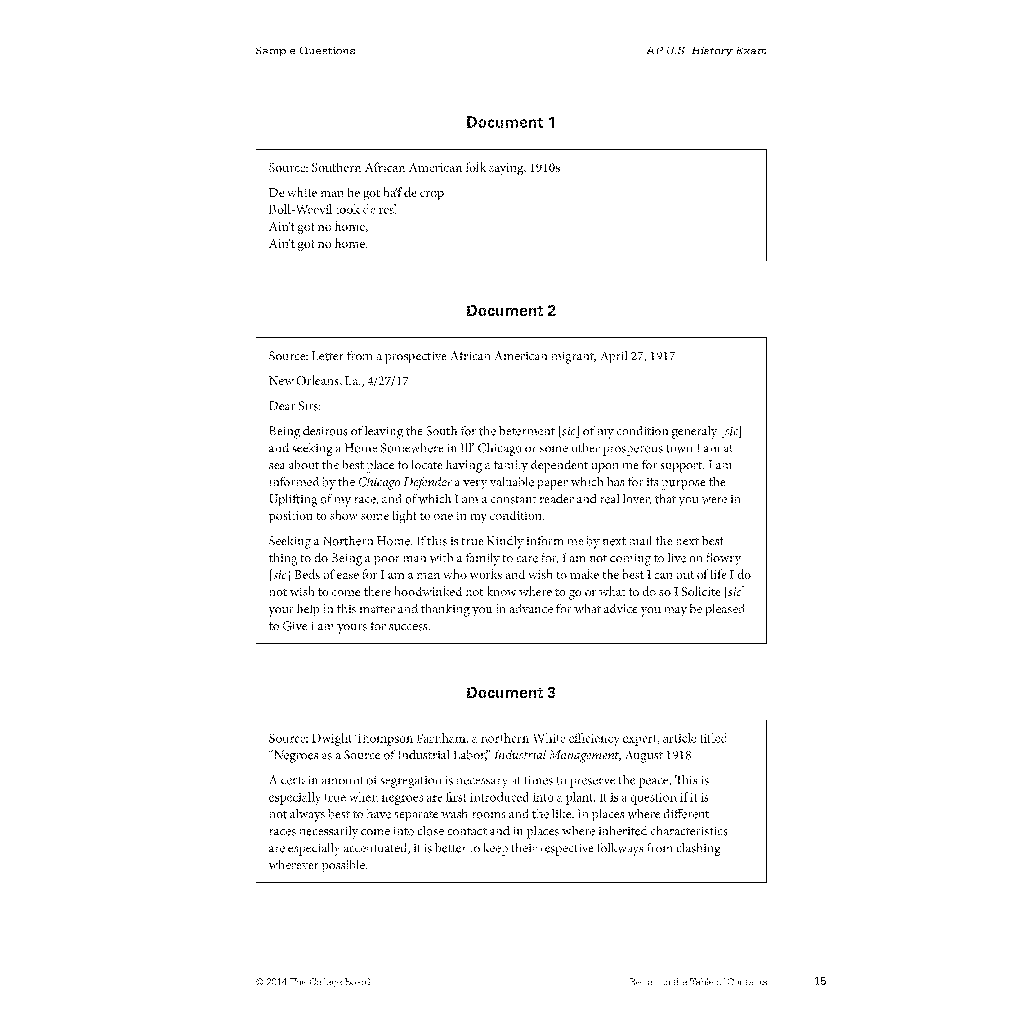 Sample Questions
AP U.S. History Exam
Document 1
Source: Southern African American folk saying, 1910s
De white man he got ha'f de crop
Boll-Weevil took de res'.
Ain't got no home,
Ain't got no home.
Document 2
Source: Letter from a prospective African American migrant, April 27, 1917
New Orleans, La., 4/27/17
Dear Sirs:
Being desirous of leaving the South for the beterment [sic] of my condition generaly [sic]
and seeking a Home Somewhere in Ill' Chicago or some other prosperous town I am at
sea about the best place to locate having a family dependent upon me for support. I am
informed by the Chicago Defender a very valuable paper which has for its purpose the
Uplifting of my race, and of which I am a constant reader and real lover, that you were in
position to show some light to one in my condition.
Seeking a Northern Home. If this is true Kindly inform me by next mail the next best
thing to do Being a poor man with a family to care for, I am not coming to live on flowry
[sic] Beds of ease for I am a man who works and wish to make the best I can out of life I do
not wish to come there hoodwinked not know where to go or what to do so I Solicite [sic]
your help in this matter and thanking you in advance for what advice you may be pleased
to Give I am yours for success.
Document 3
Source: Dwight Thompson Farnham, a northern White efficiency expert, article titled
"Negroes as a Source of Industrial Labor," Industrial Management, August 1918
A certain amount of segregation is necessary at times to preserve the peace. This is
especially true when negroes are first introduced into a plant. It is a question if it is
not always best to have separate wash rooms and the like. In places where different
races necessarily come into close contact and in places where inherited characteristics
are especially accentuated, it is better to keep their respective folkways from clashing
wherever possible.
© 2014 The College Board
Return to the Table of Contents
15